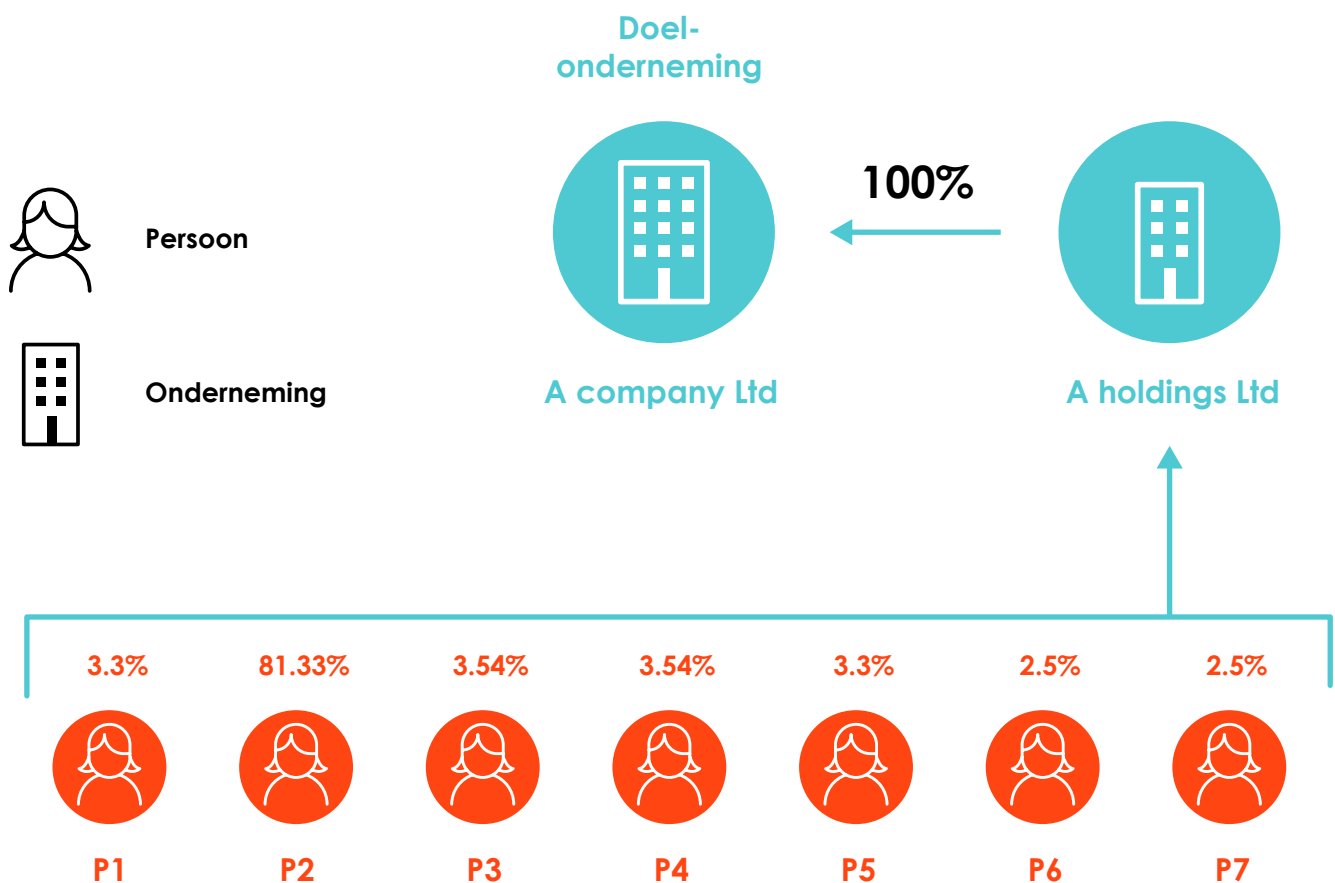 Doel-
onderneming
100%
Persoon
Onderneming
A company Ltd
A holdings Ltd
3.3%
81.33%
3.54%
3.54%
3.3%
2.5%
2.5%
P1
P2
P3
P4
P5
P6
P7